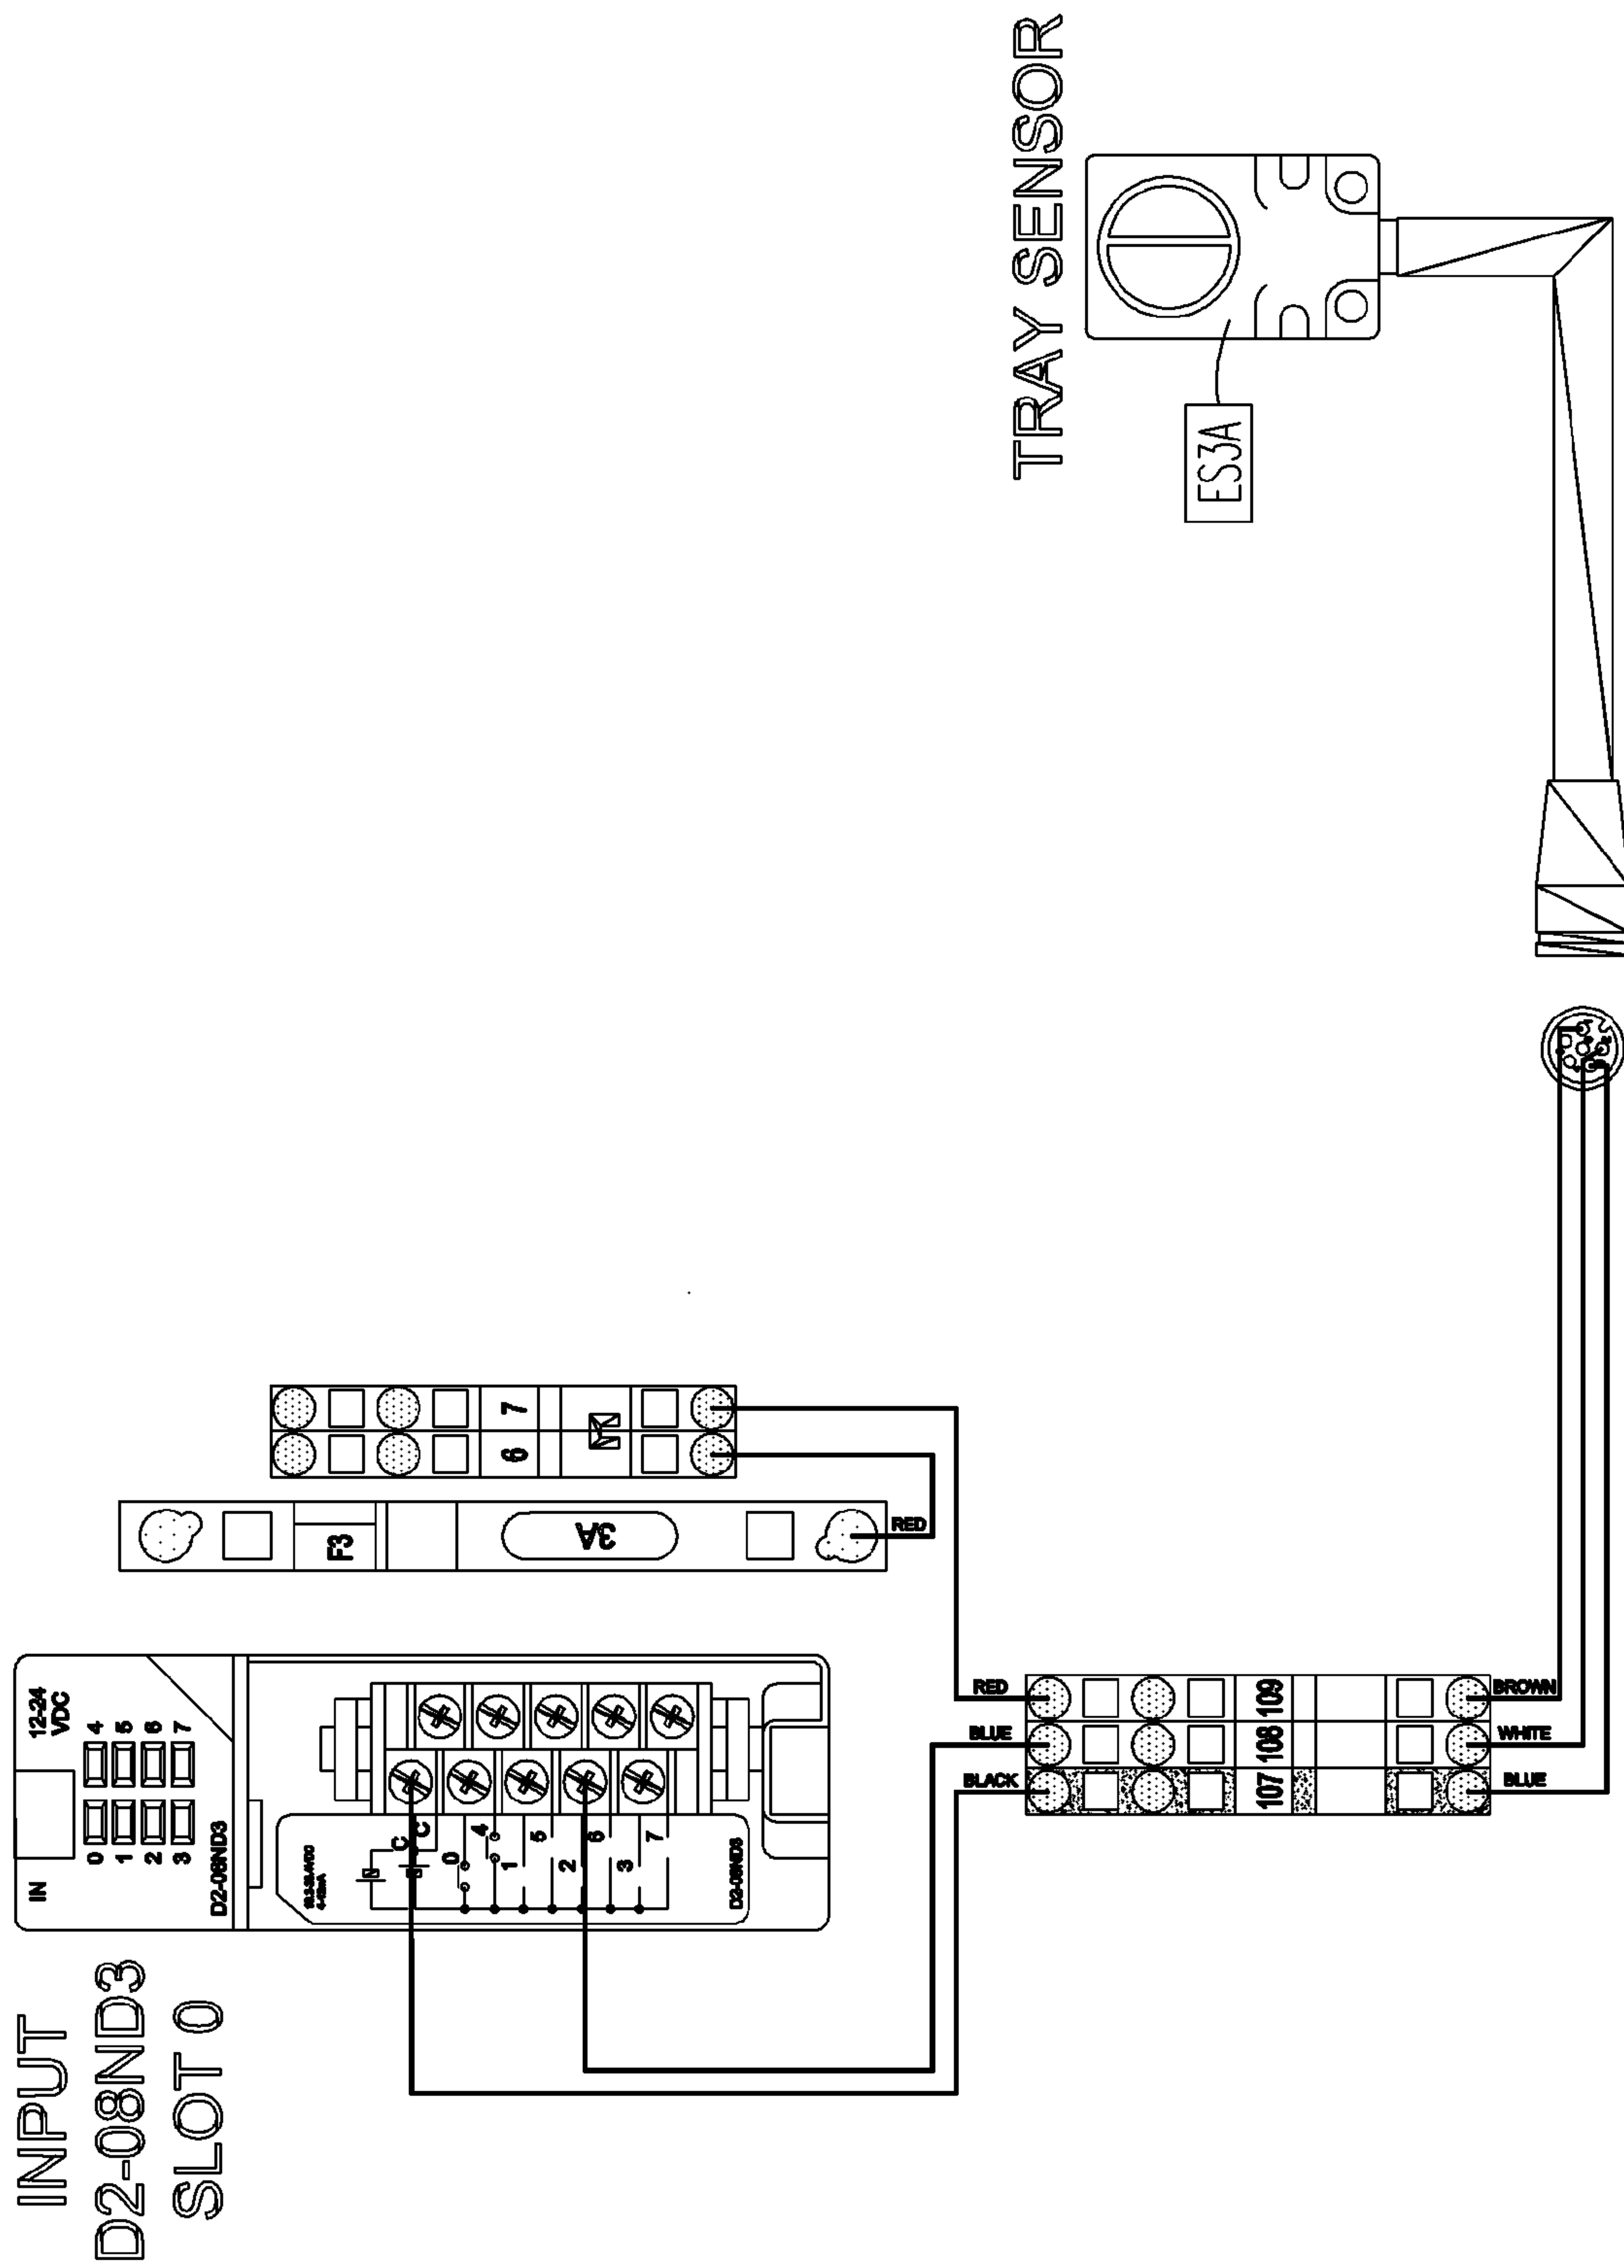 INPUT
D2-08ND3
SLOT 0
IN
12-24
VDC
0 4
1 5
2 6
3 7
D2-08ND3
C
C
0
4
1
5
2
6
3
7
D2-08ND3
F3
3A
RED
6
7
BLACK
BLUE
RED
107
108
109
BLUE
WHITE
BROWN
TRAY SENSOR
ES3A